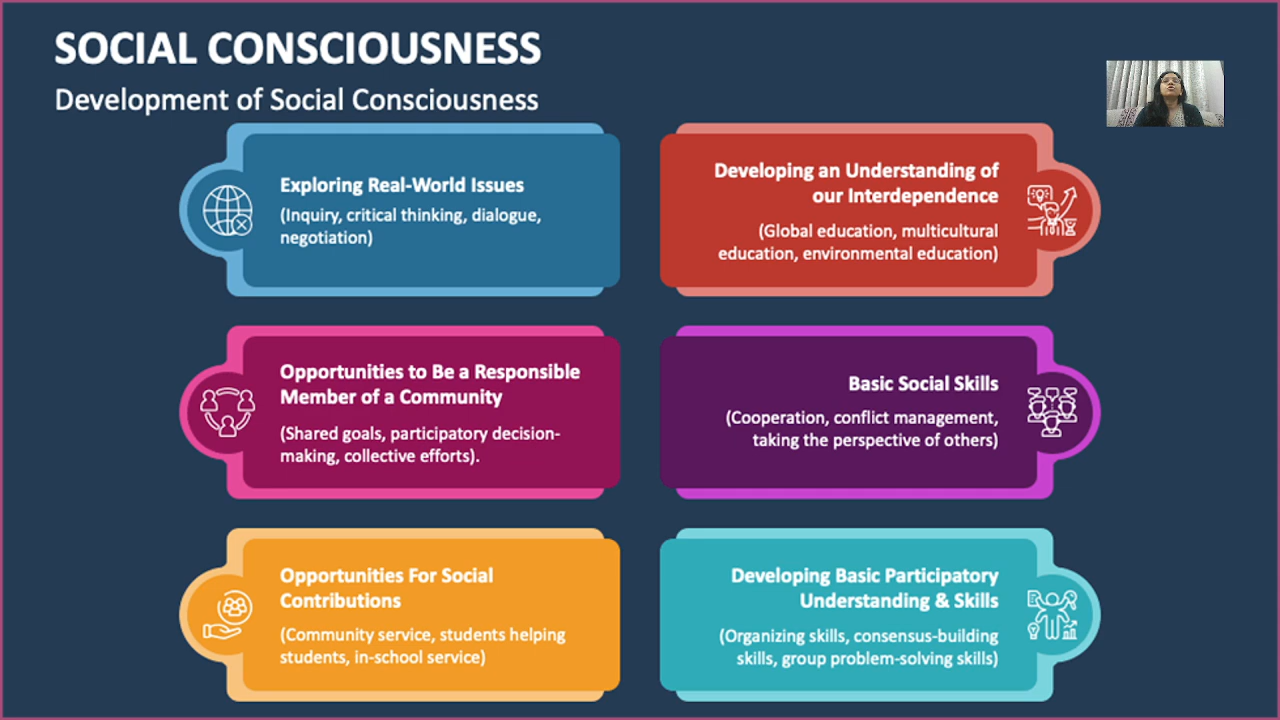 SOCIAL CONSCIOUSNESS
Development of Social Consciousness
Exploring Real-World Issues
(Inquiry, critical thinking, dialogue,
negotiation)
Developing an Understanding of
our Interdependence
(Global education, multicultural
education, environmental education)
Opportunities to Be a Responsible
Member of a Community
(Shared goals, participatory decision-
making, collective efforts).
Basic Social Skills
(Cooperation, conflict management,
taking the perspective of others)
Opportunities For Social
Contributions
(Community service, students helping
students, in-school service)
Developing Basic Participatory
Understanding & Skills
(Organizing skills, consensus-building
skills, group problem-solving skills)